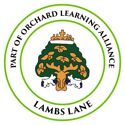 PART OF ORCHARD LEARNING ALLIANCE
LAMBS LANE